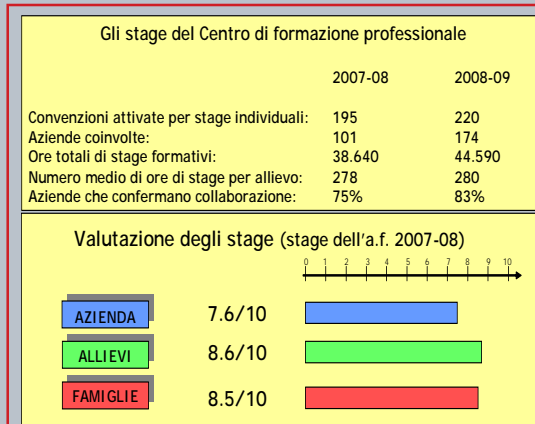 Gli stage del Centro di formazione professionale
2007-08 2008-09
Convenzioni attivate per stage individuali: 195 220
Aziende coinvolte: 101 174
Ore totali di stage formativi: 38.640 44.590
Numero medio di ore di stage per allievo: 278 280
Aziende che confermano collaborazione: 75% 83%
Valutazione degli stage (stage dell'a.f. 2007-08)
0 1 2 3 4 5 6 7 8 9 10
AZIENDA 7.6/10
ALLIEVI 8.6/10
FAMIGLIE 8.5/10